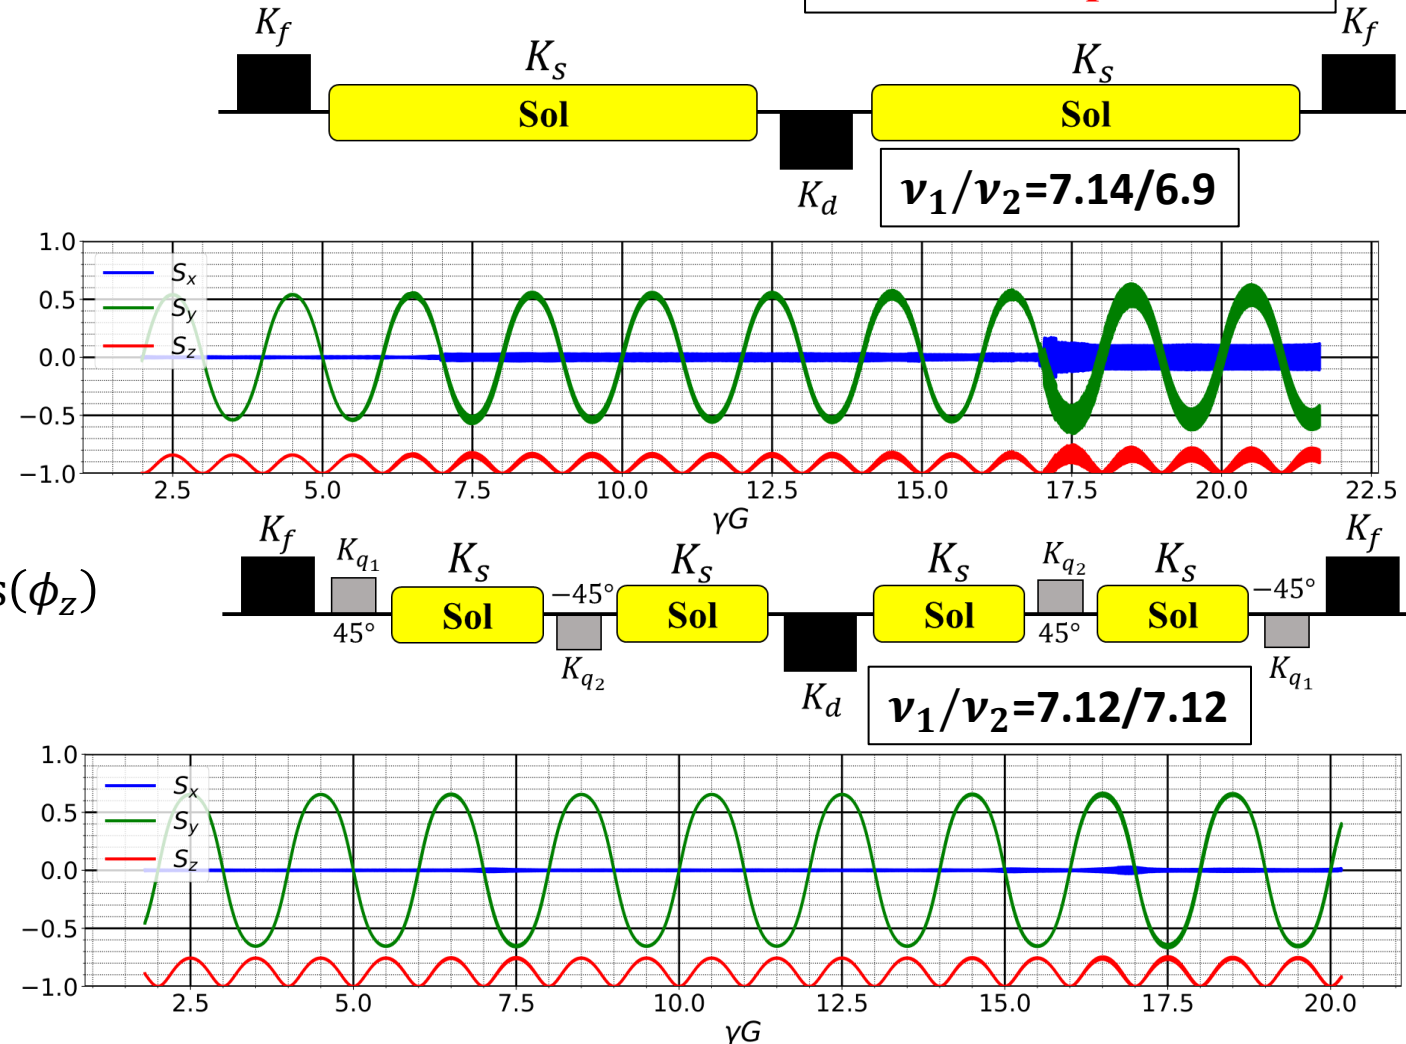 K_f K_s K_s K_f
Sol Sol
K_d
ν₁/ν₂=7.14/6.9
1.0
0.5
0.0
−0.5
−1.0
S_x
S_y
S_z
2.5 5.0 7.5 10.0 12.5 15.0 17.5 20.0 22.5
γG
K_f K_q₁ K_s K_s K_s K_q₂ K_s K_f
s(ϕ_z)
−45° −45°
Sol Sol Sol Sol
45° 45°
K_q₂ K_d K_q₁
ν₁/ν₂=7.12/7.12
1.0
0.5
0.0
−0.5
−1.0
S_x
S_y
S_z
2.5 5.0 7.5 10.0 12.5 15.0 17.5 20.0
γG